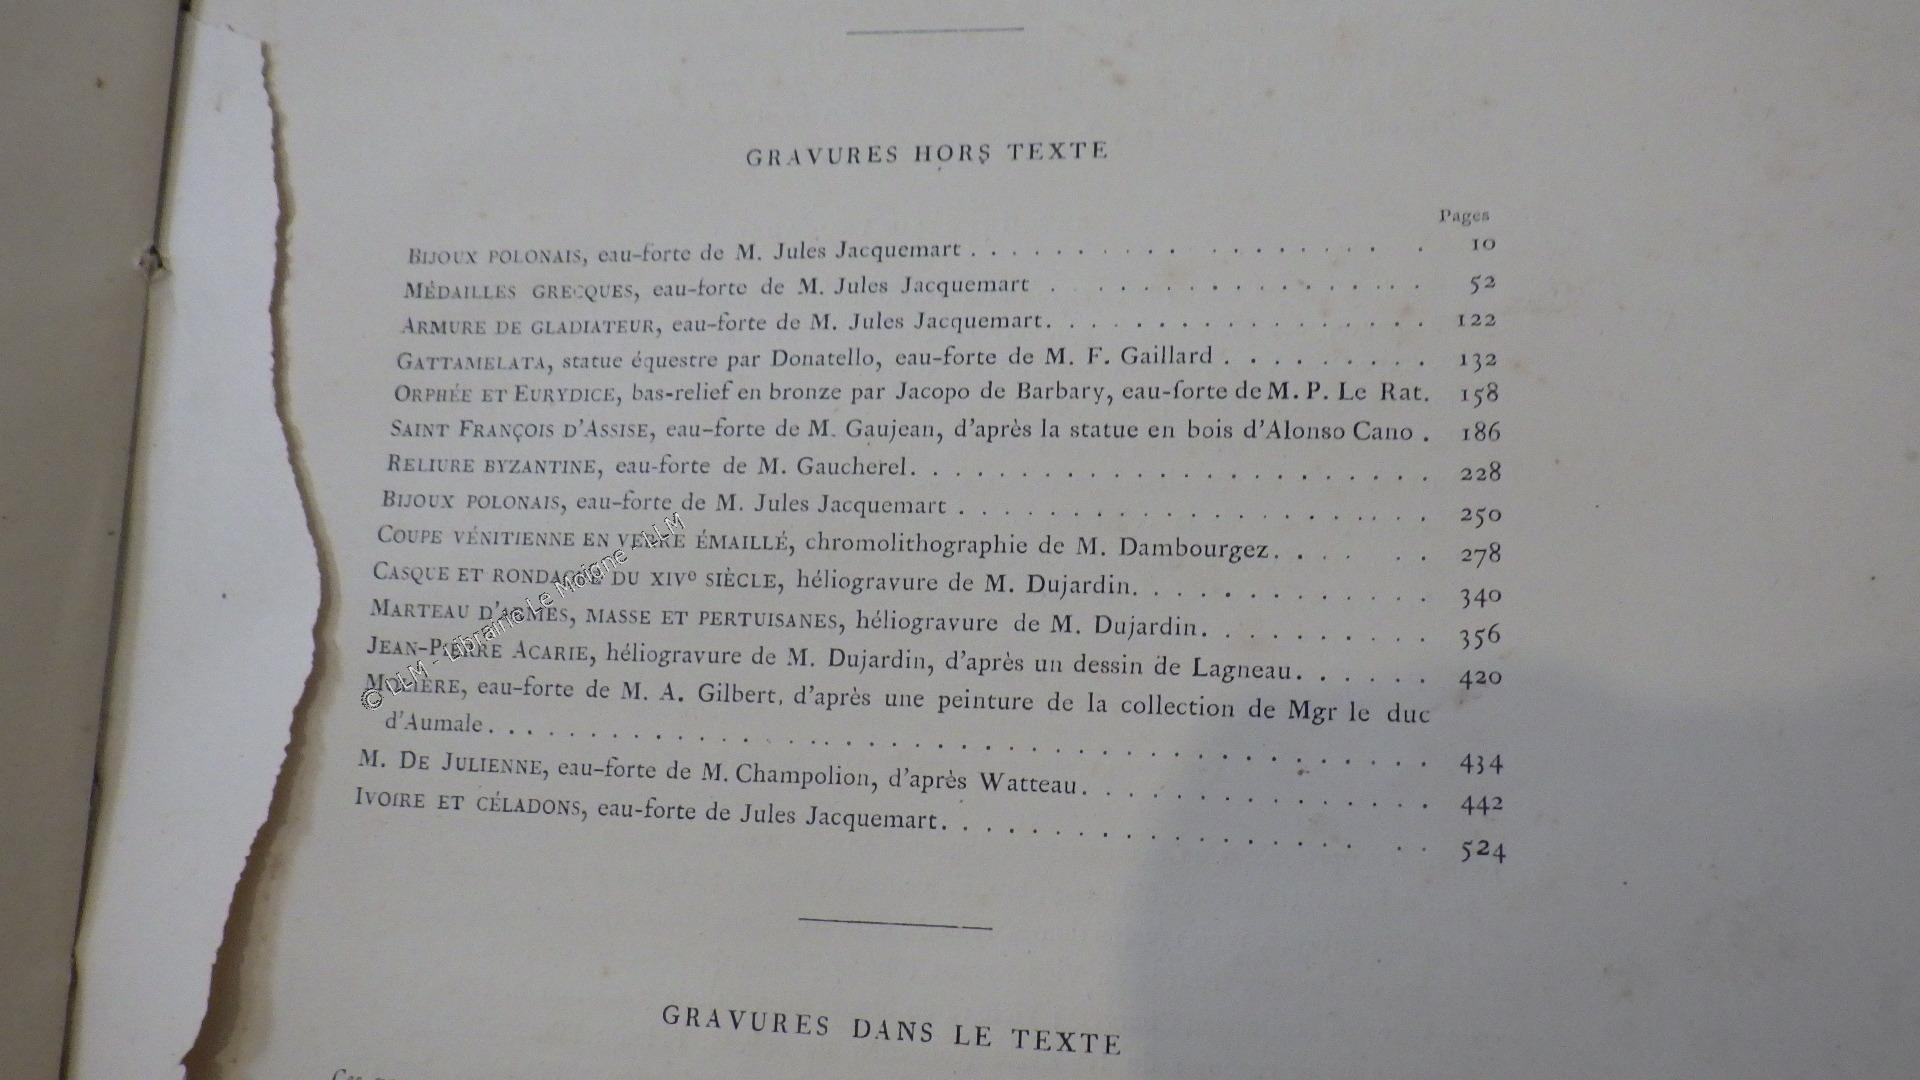 GRAVURES HORS TEXTE
Pages
BIJOUX POLONAIS, eau-forte de M. Jules Jacquemart . . . . . . . . . . . . . . . . . . 10
MÉDAILLES GRECQUES, eau-forte de M. Jules Jacquemart . . . . . . . . . . . . . . . 52
ARMURE DE GLADIATEUR, eau-forte de M. Jules Jacquemart. . . . . . . . . . . . . . . . 122
GATTAMELATA, statue équestre par Donatello, eau-forte de M. F. Gaillard . . . . . . . . . 132
ORPHÉE ET EURYDICE, bas-relief en bronze par Jacopo de Barbary, eau-forte de M. P. Le Rat. 158
SAINT FRANÇOIS D'ASSISE, eau-forte de M. Gaujean, d'après la statue en bois d'Alonso Cano . 186
RELIURE BYZANTINE, eau-forte de M. Gaucherel. . . . . . . . . . . . . . . . . . . . . . 228
BIJOUX POLONAIS, eau-forte de M. Jules Jacquemart . . . . . . . . . . . . . . . . . . . . . 250
COUPE VÉNITIENNE EN VERRE ÉMAILLÉ, chromolithographie de M. Dambourgez. . . . . 278
CASQUE ET RONDACHE DU XIVe SIÈCLE, héliogravure de M. Dujardin. . . . . . . . . . . . . 340
MARTEAU D'ARMES, MASSE ET PERTUISANES, héliogravure de M. Dujardin. . . . . . . . . . 356
JEAN-PIERRE ACARIE, héliogravure de M. Dujardin, d'après un dessin de Lagneau. . . . . . 420
MOLIÈRE, eau-forte de M. A. Gilbert, d'après une peinture de la collection de Mgr le duc
d'Aumale. . . . . . . . . . . . . . . . . . . . . . . . . . . . . . . . . . . . . . . . 434
M. DE JULIENNE, eau-forte de M. Champolion, d'après Watteau. . . . . . . . . . . . . . . 442
IVOIRE ET CÉLADONS, eau-forte de Jules Jacquemart. . . . . . . . . . . . . . . . . . . . 524
GRAVURES DANS LE TEXTE
© LLM - Librairie Le Moigne - LLM